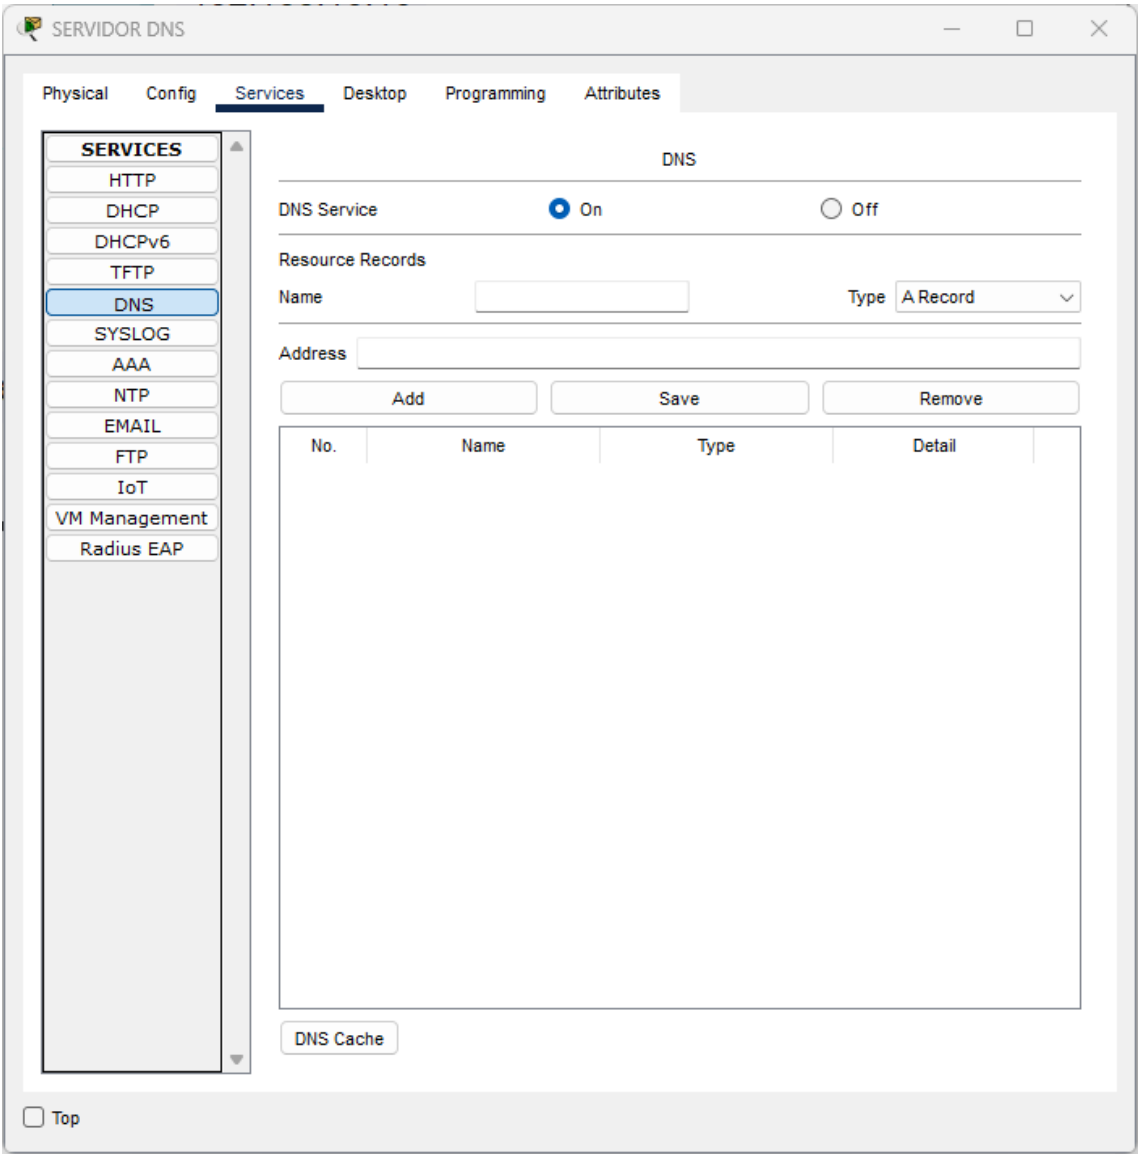 SERVIDOR DNS
Physical Config Services Desktop Programming Attributes
SERVICES
HTTP
DHCP
DHCPv6
TFTP
DNS
SYSLOG
AAA
NTP
EMAIL
FTP
IoT
VM Management
Radius EAP
DNS
DNS Service On Off
Resource Records
Name Type A Record
Address
Add Save Remove
No. Name Type Detail
DNS Cache
Top